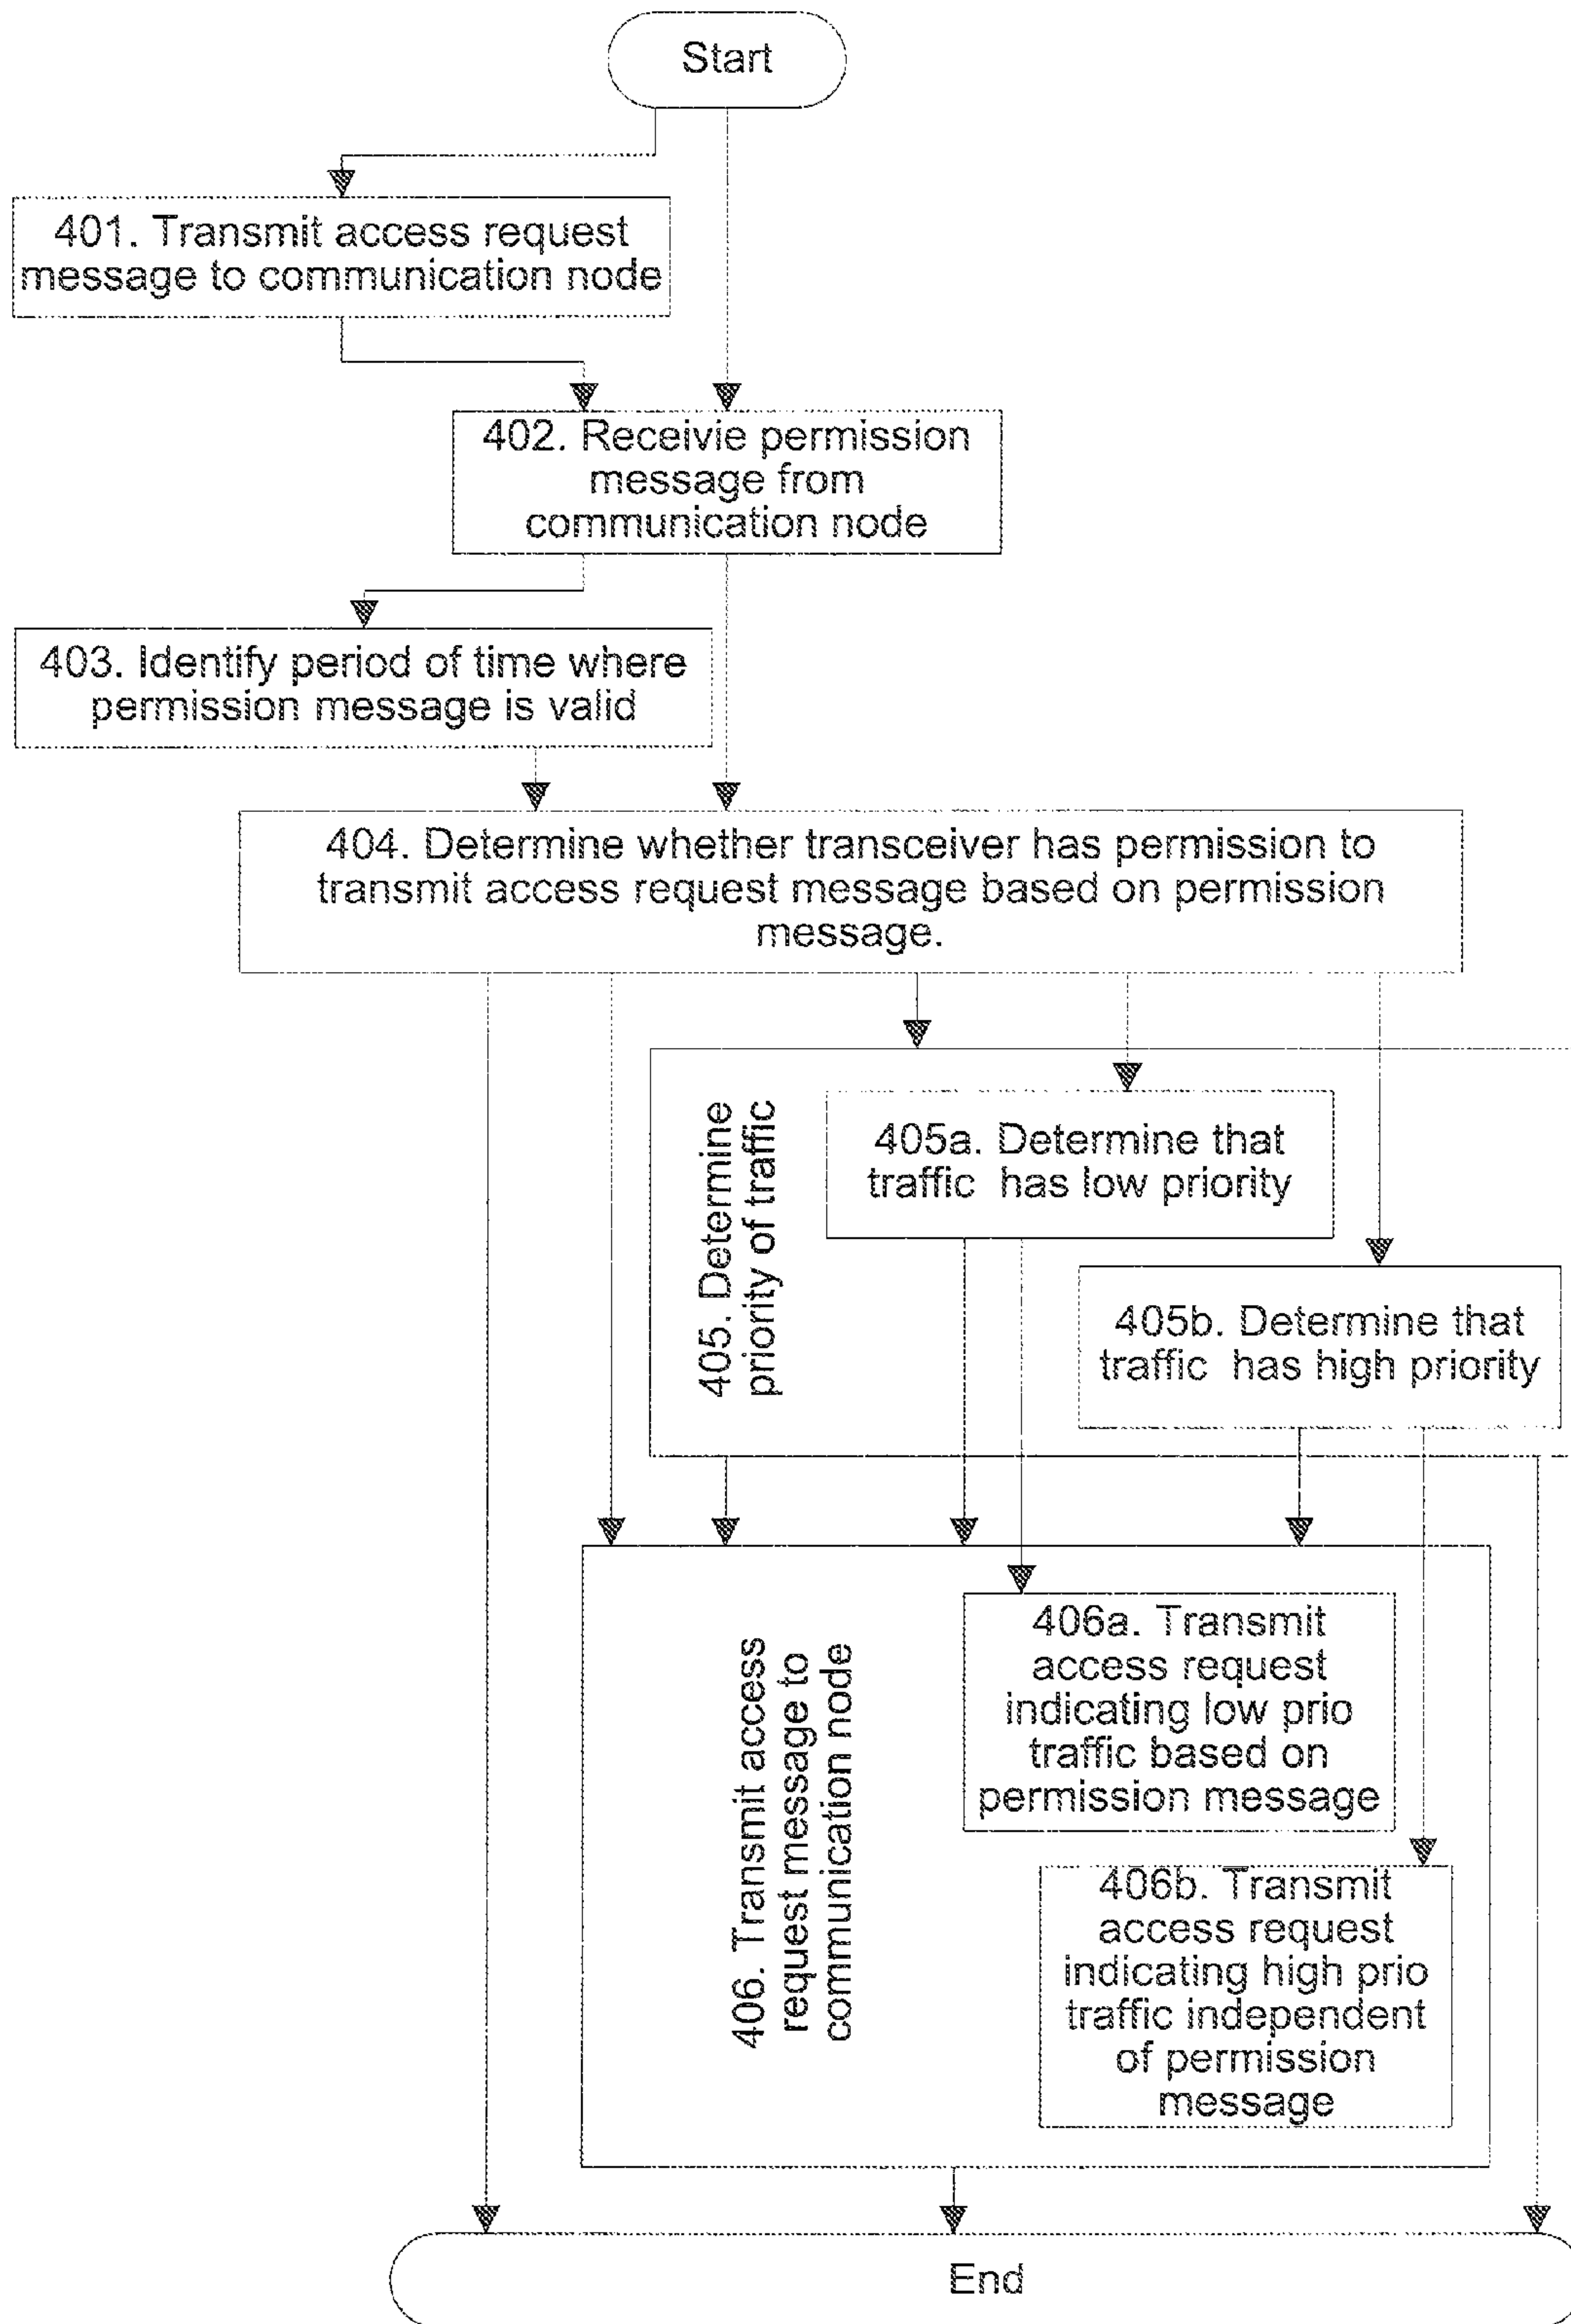 Start
401. Transmit access request
message to communication node
402. Receivie permission
message from
communication node
403. Identify period of time where
permission message is valid
404. Determine whether transceiver has permission to
transmit access request message based on permission
message.
405. Determine
priority of traffic
405a. Determine that
traffic has low priority
405b. Determine that
traffic has high priority
406. Transmit access
request message to
communication node
406a. Transmit
access request
indicating low prio
traffic based on
permission message
406b. Transmit
access request
indicating high prio
traffic independent
of permission
message
End